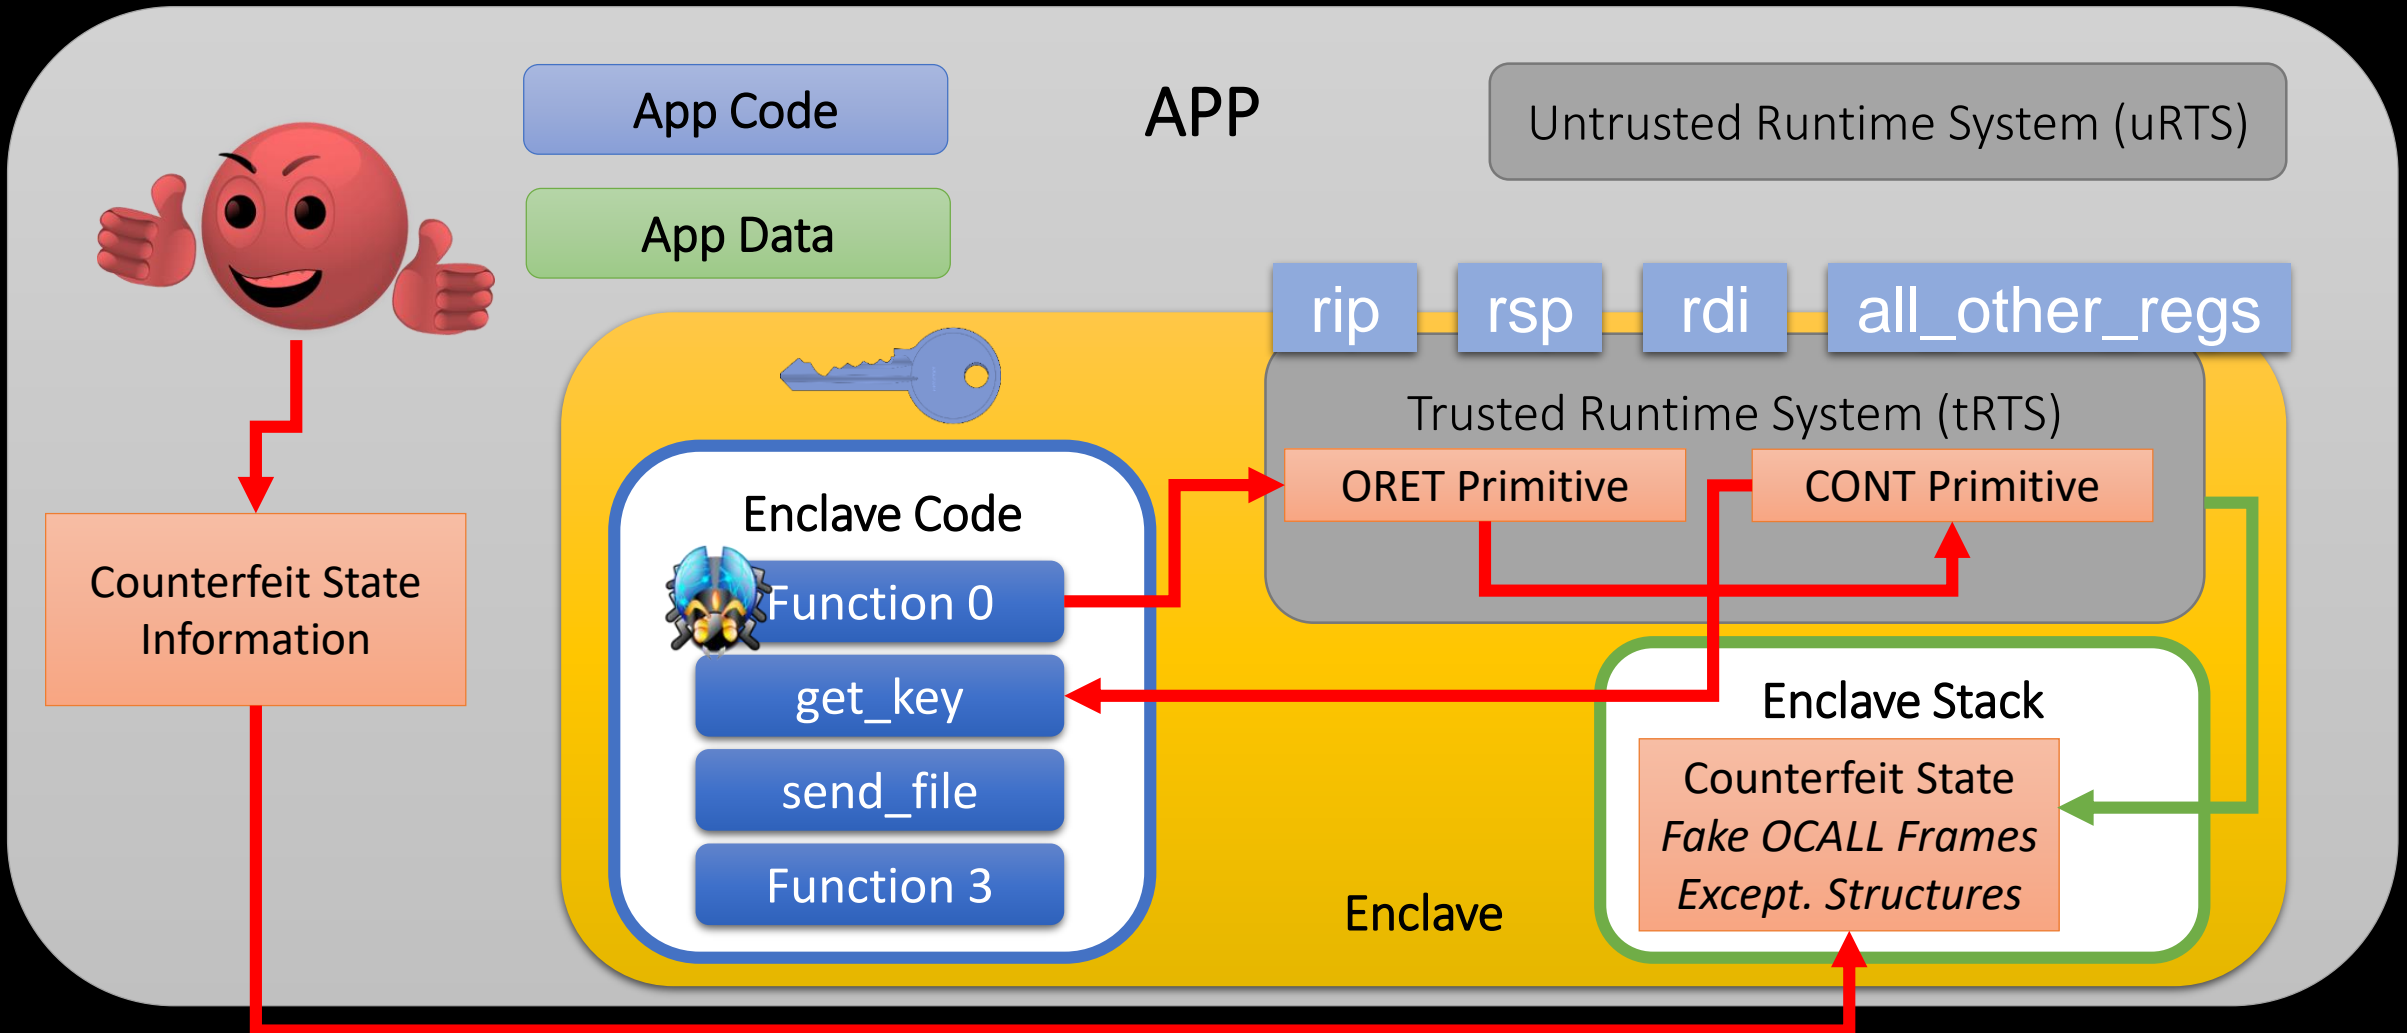 App Code
APP
Untrusted Runtime System (uRTS)
App Data
rip
rsp
rdi
all_other_regs
Trusted Runtime System (tRTS)
ORET Primitive
CONT Primitive
Enclave Code
Function 0
get_key
send_file
Function 3
Counterfeit State
Information
Enclave Stack
Counterfeit State
Fake OCALL Frames
Except. Structures
Enclave